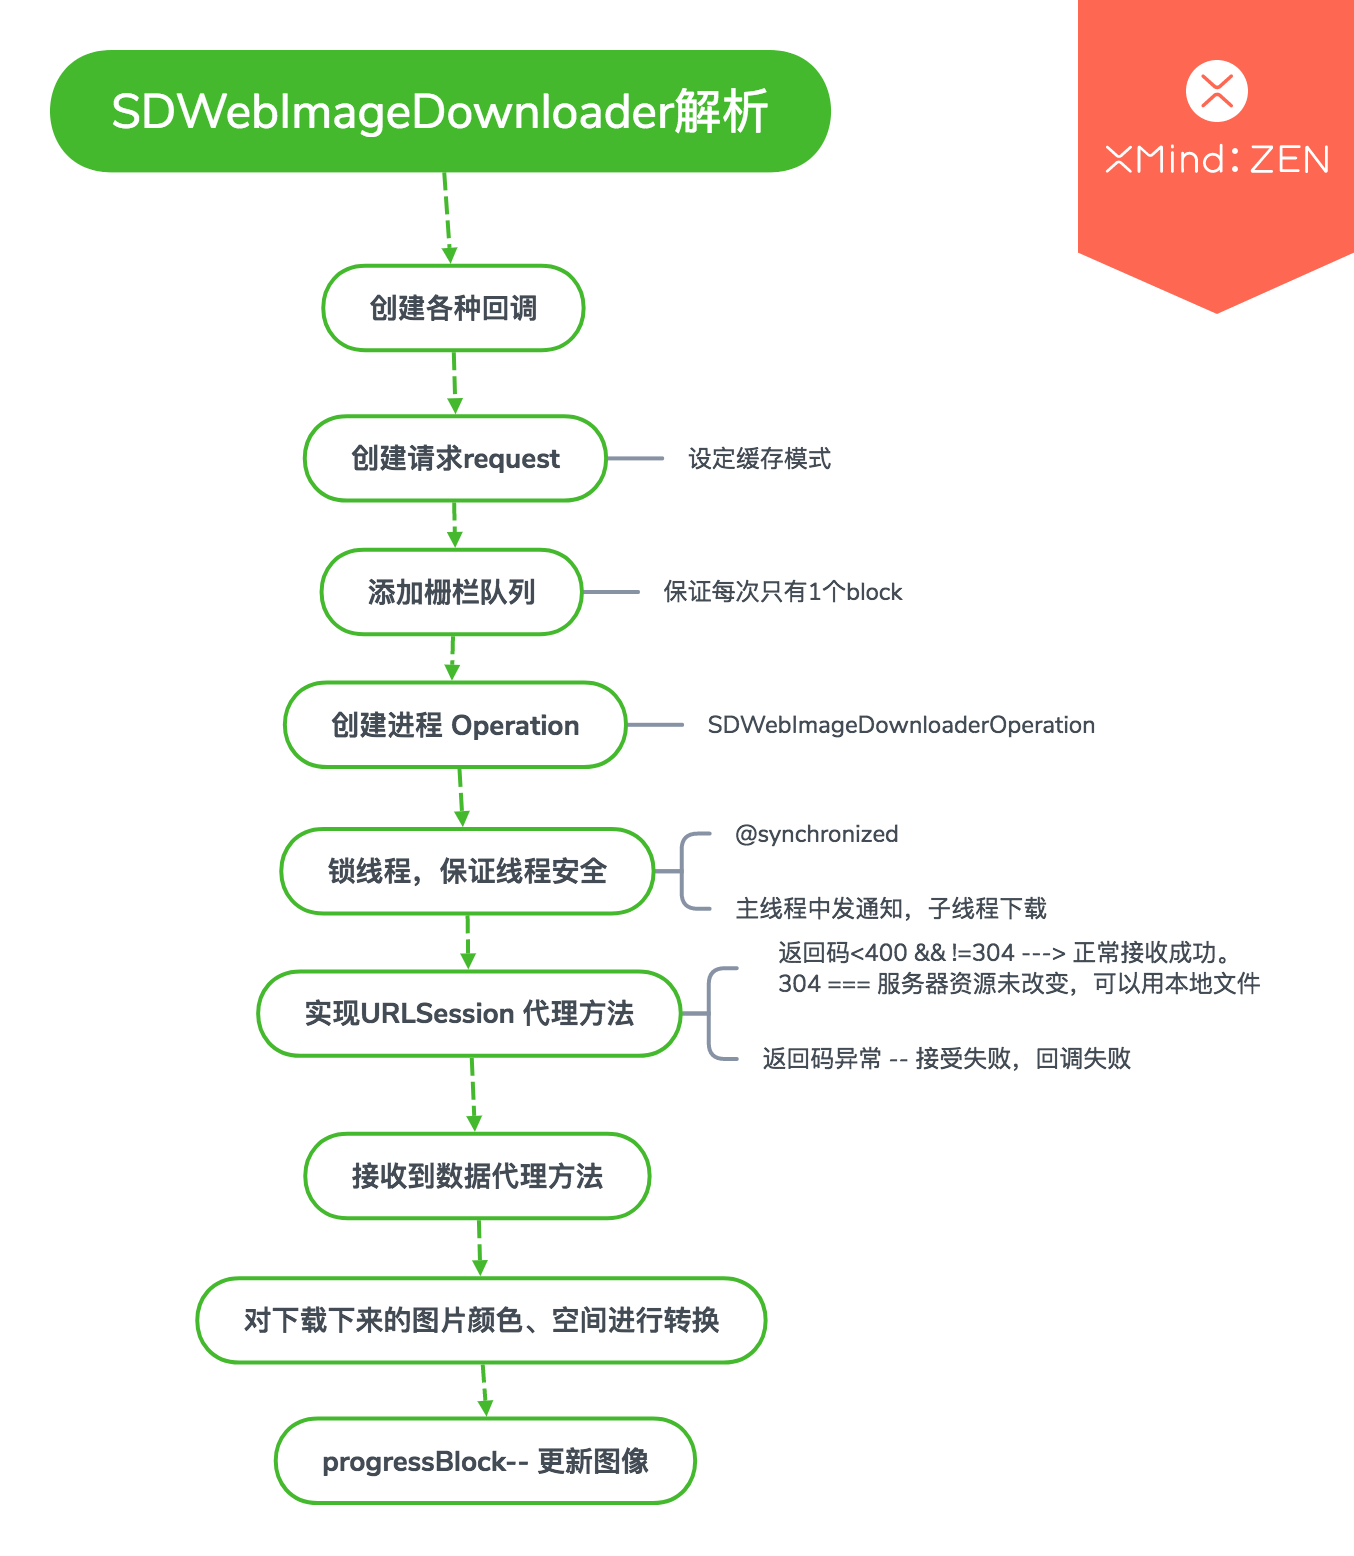 SDWebImageDownloader解析
XMind: ZEN
创建各种回调
创建请求request
设定缓存模式
添加栅栏队列
保证每次只有1个block
创建进程 Operation
SDWebImageDownloaderOperation
锁线程，保证线程安全
@synchronized
主线程中发通知，子线程下载
实现URLSession 代理方法
返回码<400 && !=304 ---> 正常接收成功。
304 === 服务器资源未改变，可以用本地文件
返回码异常 -- 接受失败，回调失败
接收到数据代理方法
对下载下来的图片颜色、空间进行转换
progressBlock-- 更新图像